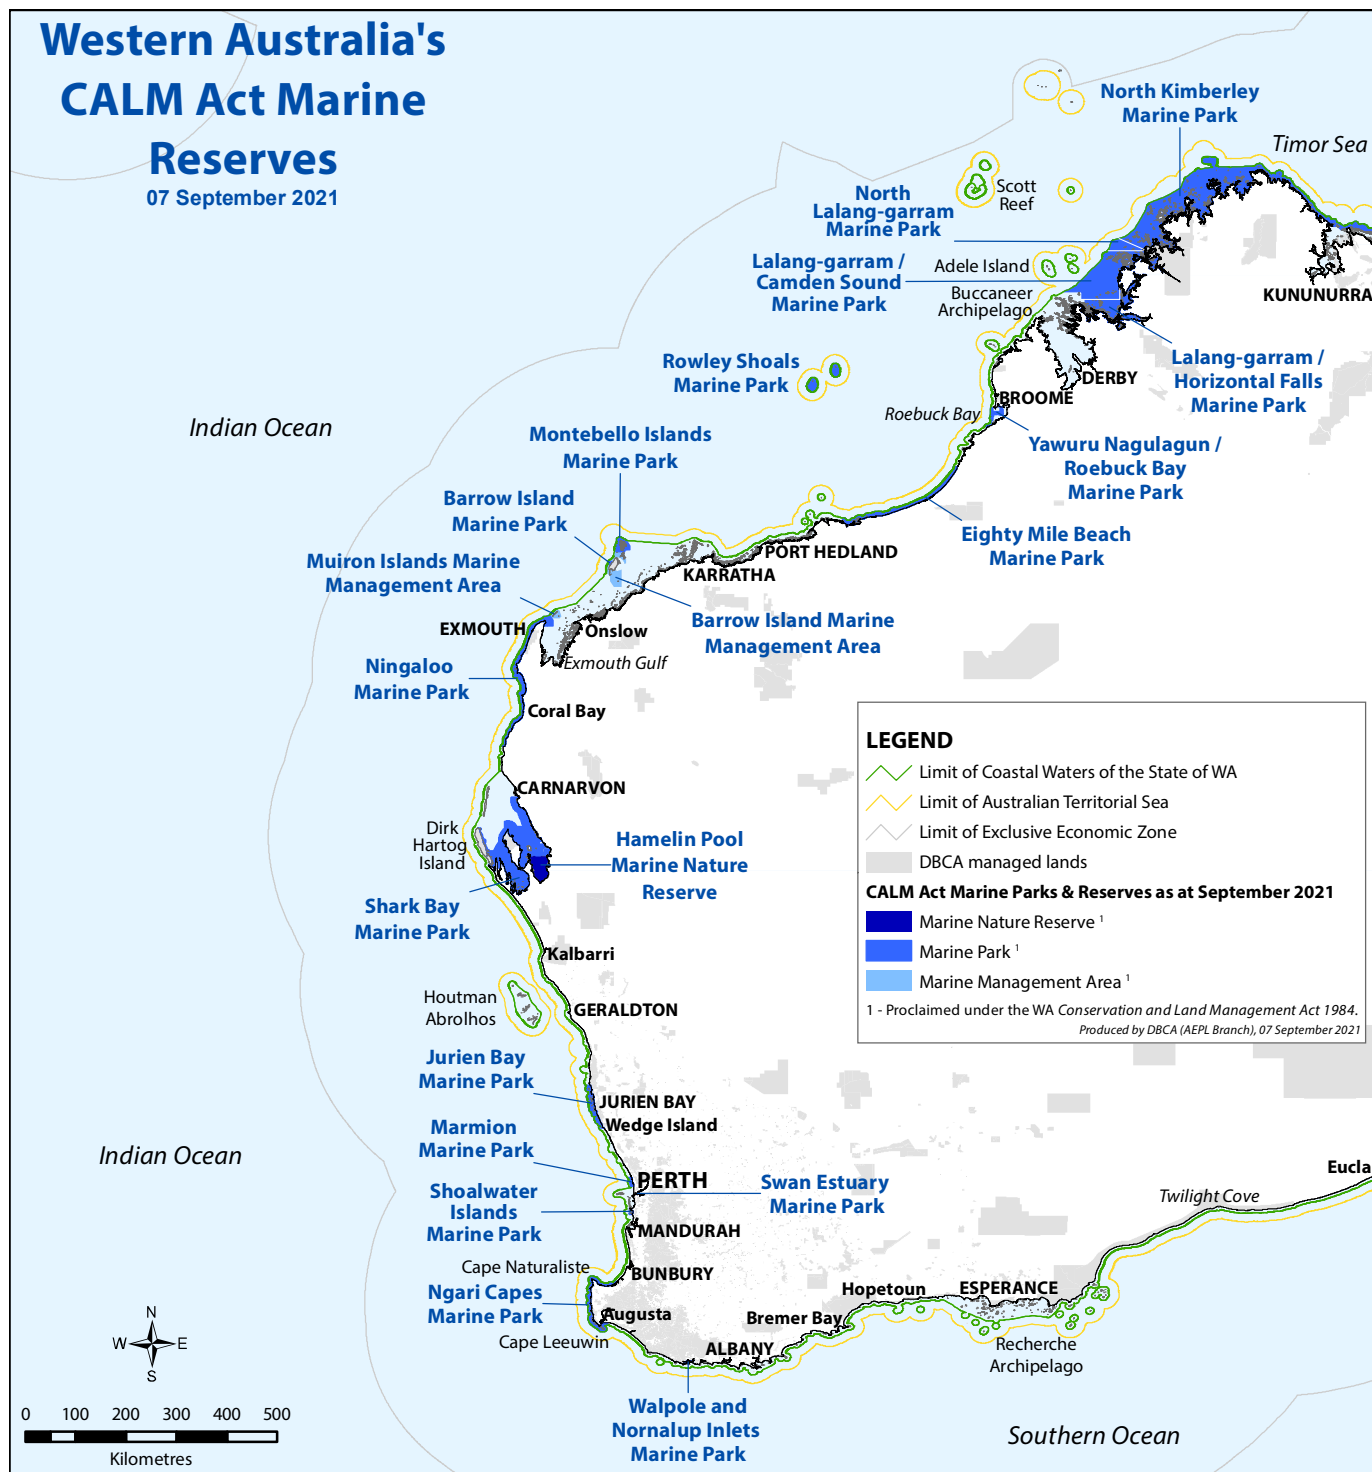 Western Australia's
CALM Act Marine
Reserves
07 September 2021
North Kimberley
Marine Park
Timor Sea
Scott
Reef
North
Lalang-garram
Marine Park
Lalang-garram /
Camden Sound
Marine Park
Adele Island
Buccaneer
Archipelago
KUNUNURRA
Rowley Shoals
Marine Park
Lalang-garram /
Horizontal Falls
Marine Park
DERBY
BROOME
Roebuck Bay
Indian Ocean
Yawuru Nagulagun /
Roebuck Bay
Marine Park
Montebello Islands
Marine Park
Barrow Island
Marine Park
Eighty Mile Beach
Marine Park
PORT HEDLAND
KARRATHA
Muiron Islands Marine
Management Area
Barrow Island Marine
Management Area
EXMOUTH
Onslow
Exmouth Gulf
Ningaloo
Marine Park
Coral Bay
CARNARVON
Dirk
Hartog
Island
Hamelin Pool
Marine Nature
Reserve
Shark Bay
Marine Park
Kalbarri
Houtman
Abrolhos
GERALDTON
LEGEND
Limit of Coastal Waters of the State of WA
Limit of Australian Territorial Sea
Limit of Exclusive Economic Zone
DBCA managed lands
CALM Act Marine Parks & Reserves as at September 2021
Marine Nature Reserve 1
Marine Park 1
Marine Management Area 1
1 - Proclaimed under the WA Conservation and Land Management Act 1984.
Produced by DBCA (AEPL Branch), 07 September 2021
Jurien Bay
Marine Park
JURIEN BAY
Wedge Island
Marmion
Marine Park
Indian Ocean
PERTH
Swan Estuary
Marine Park
Shoalwater
Islands
Marine Park
MANDURAH
Eucla
Twilight Cove
Cape Naturaliste
BUNBURY
Ngari Capes
Marine Park
Augusta
Cape Leeuwin
Hopetoun
ESPERANCE
Bremer Bay
ALBANY
Recherche
Archipelago
Walpole and
Nornalup Inlets
Marine Park
Southern Ocean
N
W
E
S
0 100 200 300 400 500
Kilometres